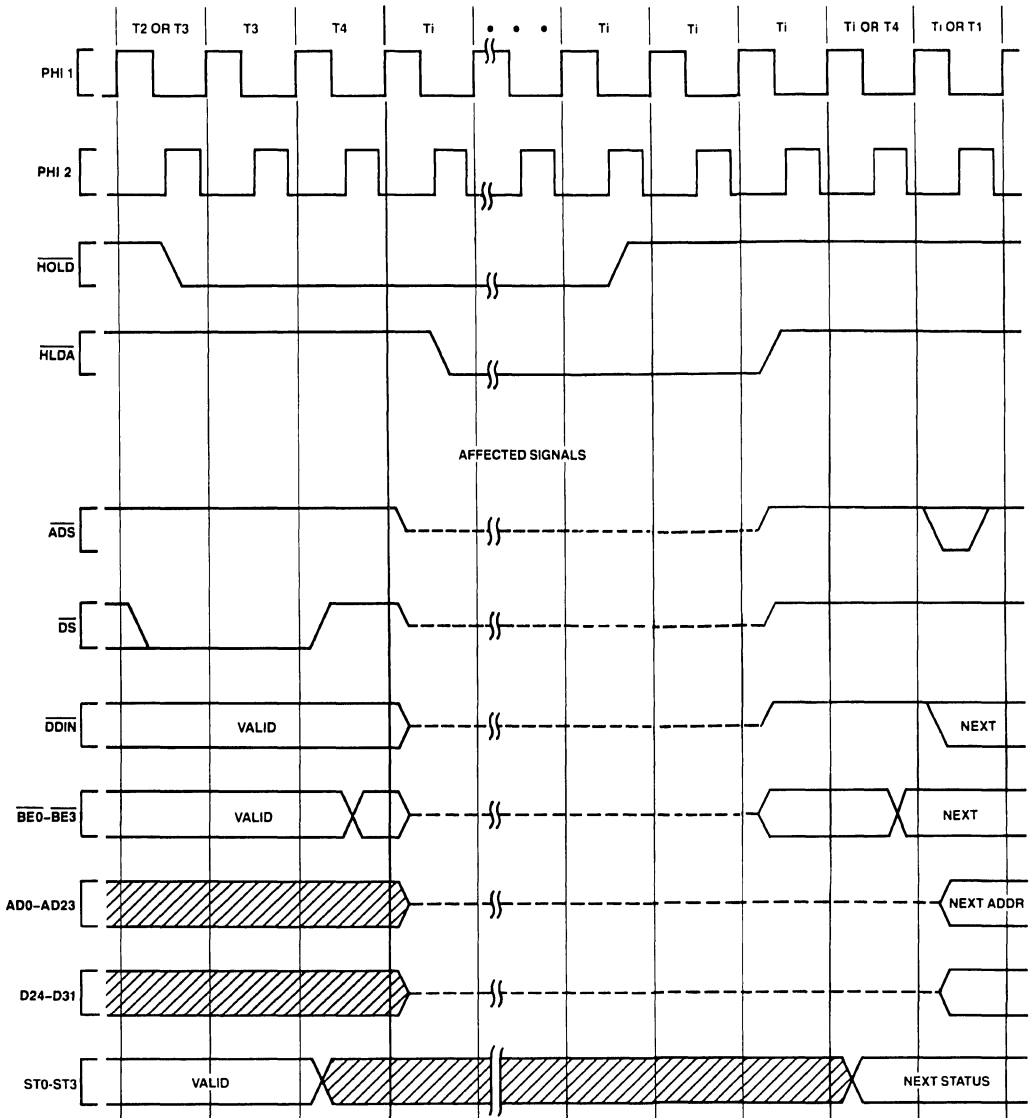 T2 OR T3 T3 T4 Ti • • • Ti Ti Ti Ti OR T4 Ti OR T1
PHI 1
PHI 2
HOLD
HLDA
AFFECTED SIGNALS
ADS
DS
DDIN VALID NEXT
BE0-BE3 VALID NEXT
AD0-AD23 NEXT ADDR
D24-D31
ST0-ST3 VALID NEXT STATUS